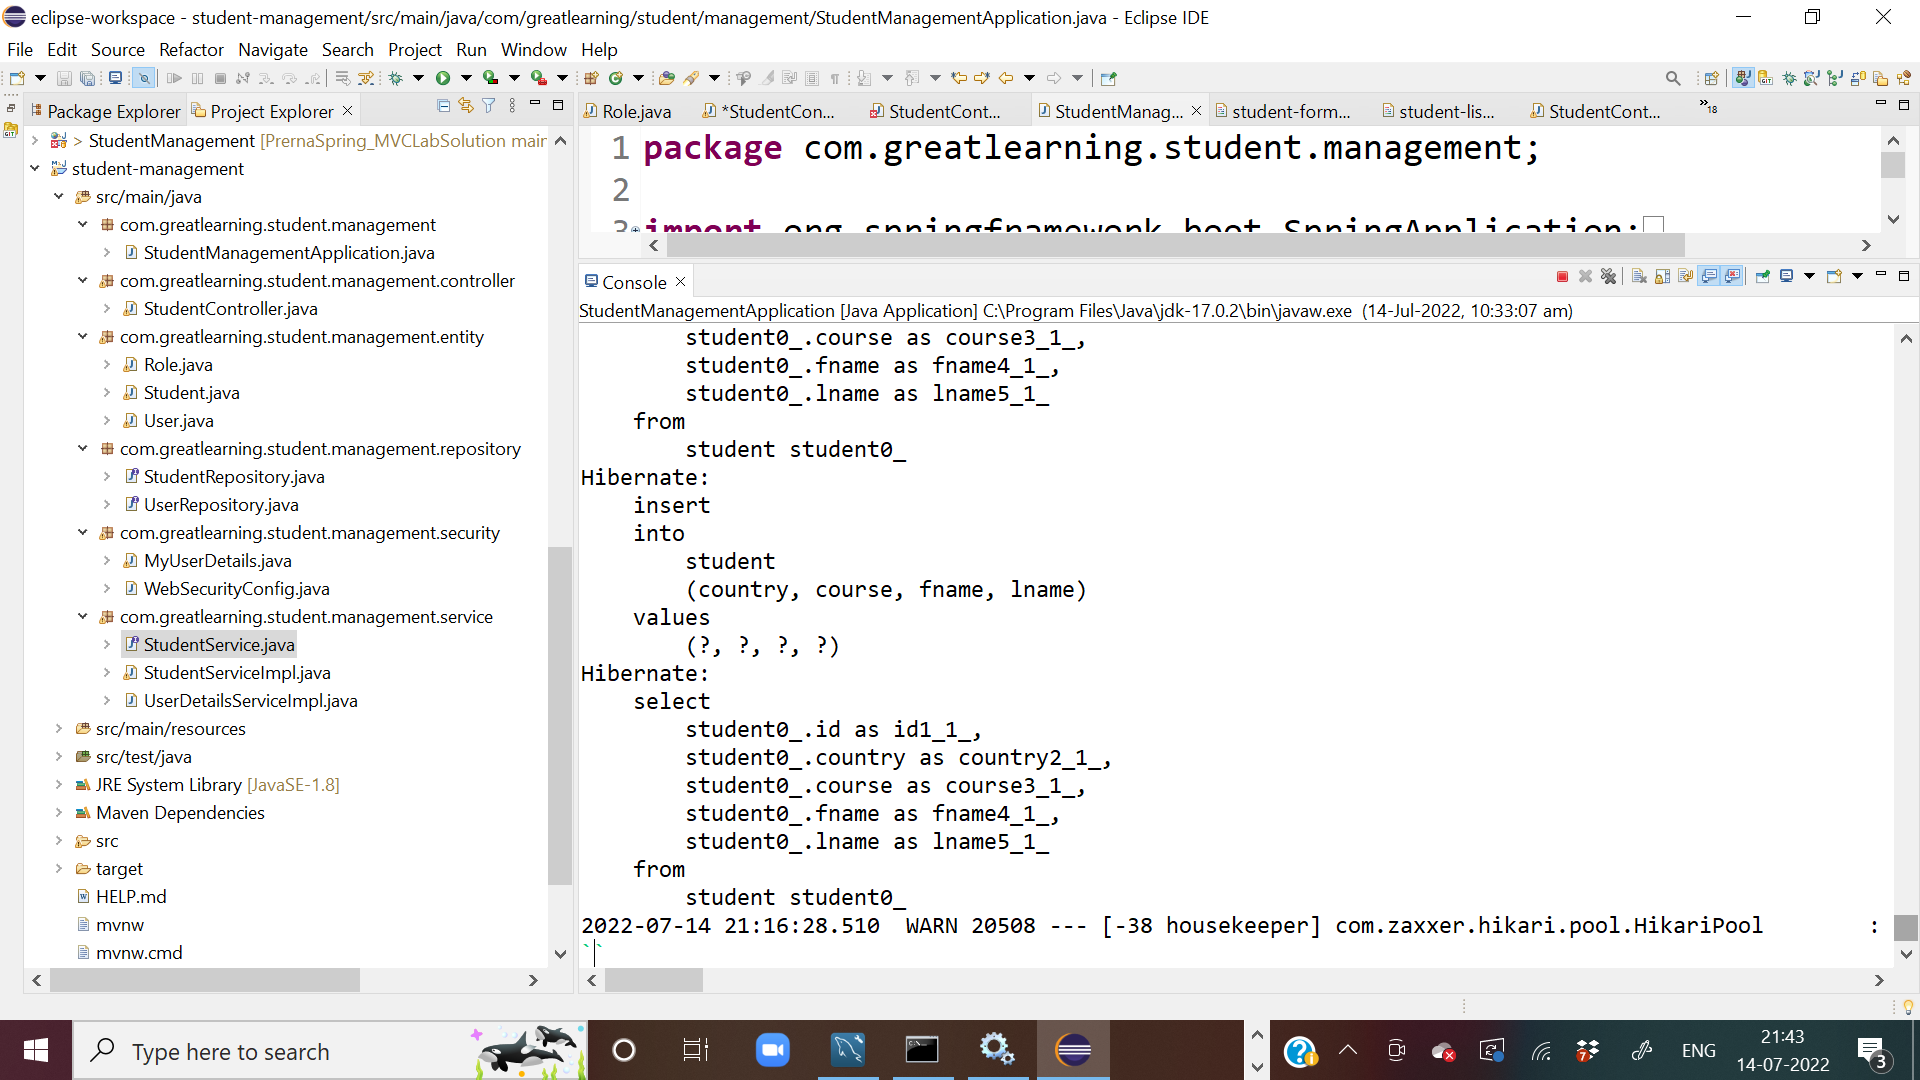 eclipse-workspace - student-management/src/main/java/com/greatlearning/student/management/StudentManagementApplication.java - Eclipse IDE
File Edit Source Refactor Navigate Search Project Run Window Help
Package Explorer Project Explorer
> StudentManagement [PrernaSpring_MVCLabSolution main
student-management
src/main/java
com.greatlearning.student.management
StudentManagementApplication.java
com.greatlearning.student.management.controller
StudentController.java
com.greatlearning.student.management.entity
Role.java
Student.java
User.java
com.greatlearning.student.management.repository
StudentRepository.java
UserRepository.java
com.greatlearning.student.management.security
MyUserDetails.java
WebSecurityConfig.java
com.greatlearning.student.management.service
StudentService.java
StudentServiceImpl.java
UserDetailsServiceImpl.java
src/main/resources
src/test/java
JRE System Library [JavaSE-1.8]
Maven Dependencies
src
target
HELP.md
mvnw
mvnw.cmd
Role.java *StudentCon... StudentCont... StudentManag... student-form... student-lis... StudentCont... »18
1 package com.greatlearning.student.management;
2
3 import org.springframework.boot.SpringApplication;
Console
StudentManagementApplication [Java Application] C:\Program Files\Java\jdk-17.0.2\bin\javaw.exe (14-Jul-2022, 10:33:07 am)
student0_.course as course3_1_,
student0_.fname as fname4_1_,
student0_.lname as lname5_1_
from
student student0_
Hibernate:
insert
into
student
(country, course, fname, lname)
values
(?, ?, ?, ?)
Hibernate:
select
student0_.id as id1_1_,
student0_.country as country2_1_,
student0_.course as course3_1_,
student0_.fname as fname4_1_,
student0_.lname as lname5_1_
from
student student0_
2022-07-14 21:16:28.510 WARN 20508 --- [-38 housekeeper] com.zaxxer.hikari.pool.HikariPool :
``
Type here to search
7
ENG
21:43
14-07-2022
3